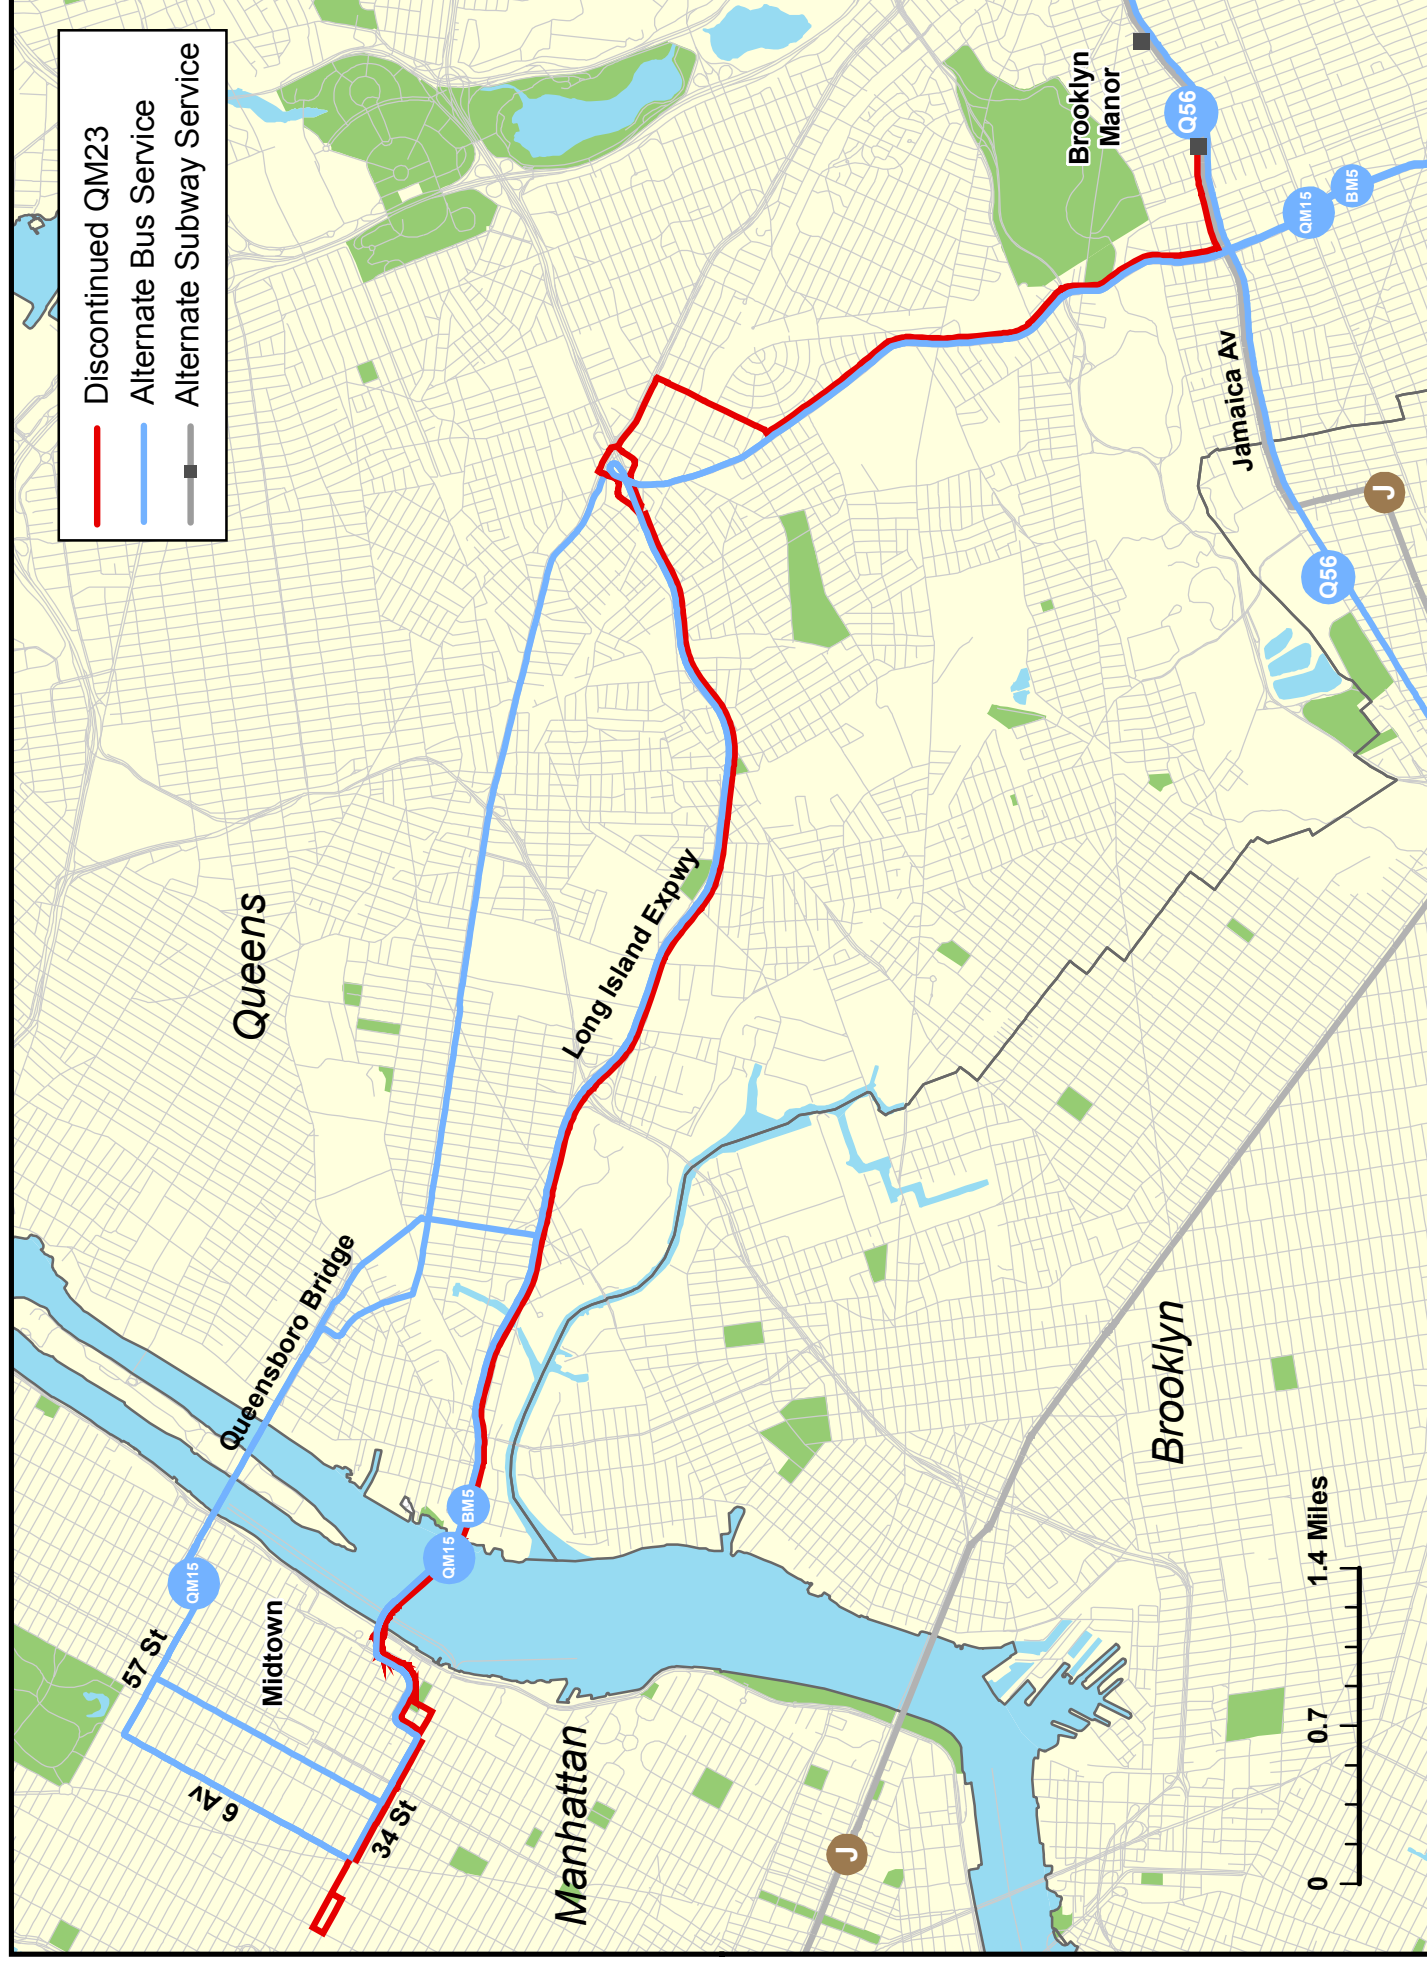 Discontinued QM23
Alternate Bus Service
Alternate Subway Service
Queens
Queensboro Bridge
Long Island Expwy
Brooklyn
Manor
Q56
QM15
BM5
Jamaica Av
J
Q56
QM15
57 St
Midtown
6 Av
34 St
QM15
BM5
Manhattan
J
Brooklyn
0
0.7
1.4 Miles